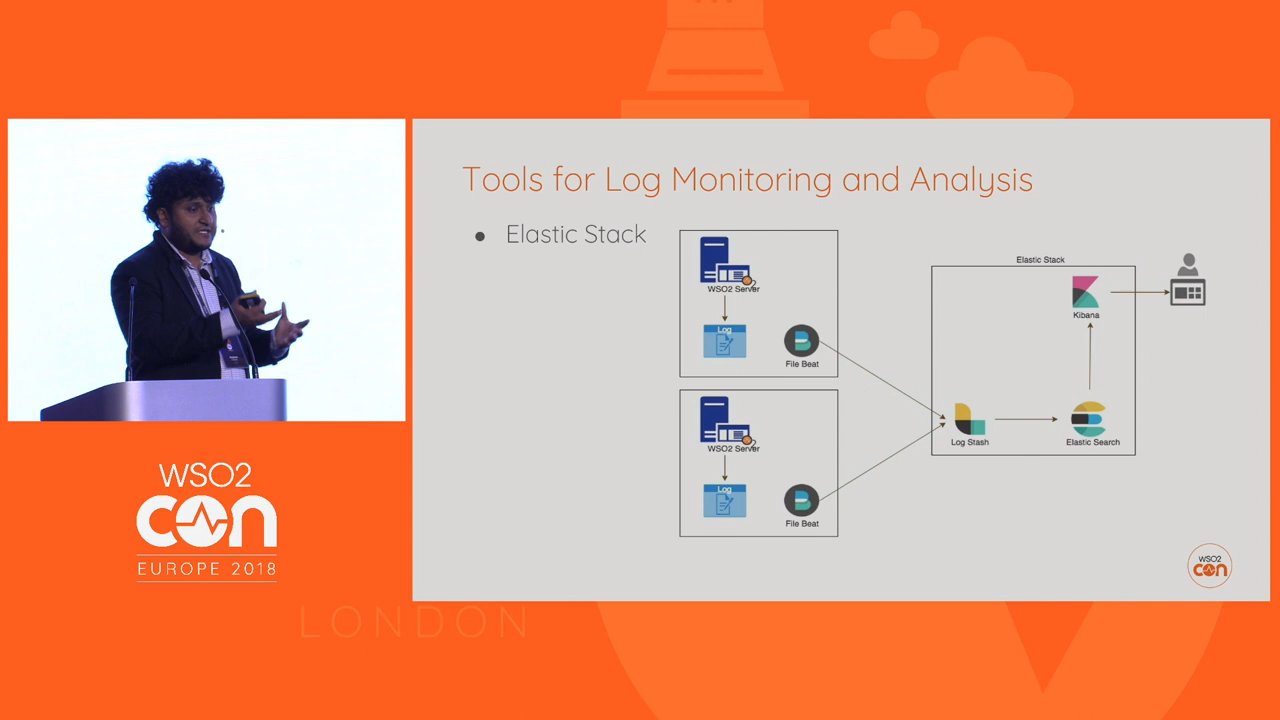 Tools for Log Monitoring and Analysis
● Elastic Stack
WSO2 Server
Log
File Beat
WSO2 Server
Log
File Beat
Elastic Stack
Kibana
Log Stash
Elastic Search
WSO2
CON
EUROPE 2018
LONDON
WSO2
CON